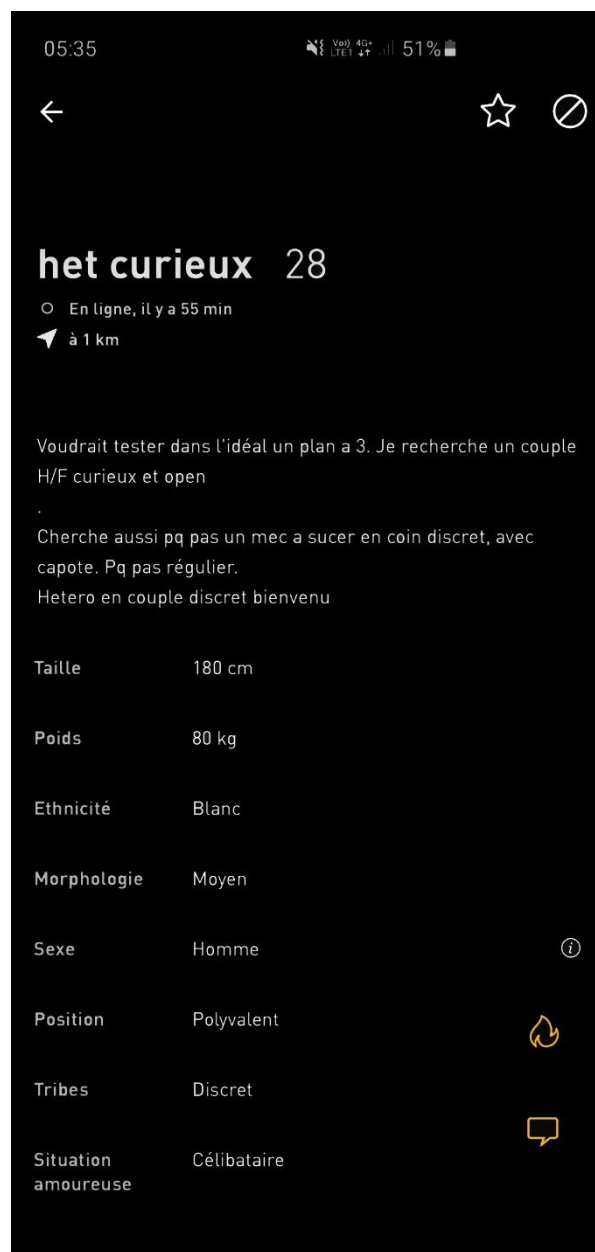 05:35 Vo)) LTE1 4G+ 51%
het curieux 28
En ligne, il y a 55 min
à 1 km
Voudrait tester dans l'idéal un plan a 3. Je recherche un couple
H/F curieux et open
.
Cherche aussi pq pas un mec a sucer en coin discret, avec
capote. Pq pas régulier.
Hetero en couple discret bienvenu
Taille 180 cm
Poids 80 kg
Ethnicité Blanc
Morphologie Moyen
Sexe Homme
Position Polyvalent
Tribes Discret
Situation Célibataire
amoureuse